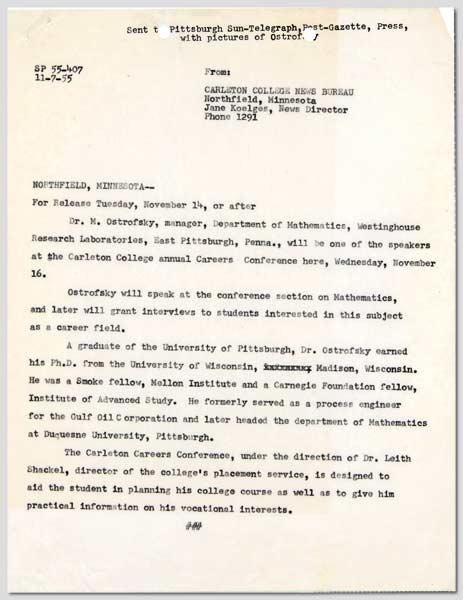 Sent t Pittsburgh Sun-Telegraph, Post-Gazette, Press,
with pictures of Ostrof
SP 55-407
11-7-55
From:
CARLETON COLLEGE NEWS BUREAU
Northfield, Minnesota
Jane Koelges, News Director
Phone 1291
NORTHFIELD, MINNESOTA--
For Release Tuesday, November 14, or after
Dr. M. Ostrofsky, manager, Department of Mathematics, Westinghouse
Research Laboratories, East Pittsburgh, Penna., will be one of the speakers
at the Carleton College annual Careers Conference here, Wednesday, November
16.
Ostrofsky will speak at the conference section on Mathematics,
and later will grant interviews to students interested in this subject
as a career field.
A graduate of the University of Pittsburgh, Dr. Ostrofsky earned
his Ph.D. from the University of Wisconsin, Madison, Wisconsin.
He was a Smoke fellow, Mellon Institute and a Carnegie Foundation fellow,
Institute of Advanced Study. He formerly served as a process engineer
for the Gulf Oil Corporation and later headed the department of Mathematics
at Duquesne University, Pittsburgh.
The Carleton Careers Conference, under the direction of Dr. Leith
Shackel, director of the college's placement service, is designed to
aid the student in planning his college course as well as to give him
practical information on his vocational interests.
###